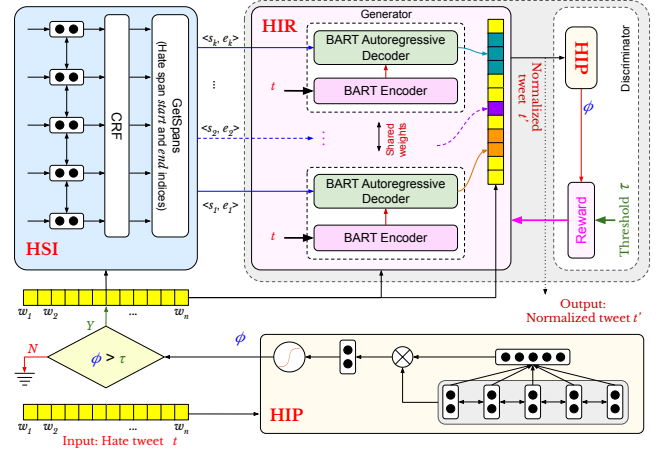 HSI
CRF
GetSpans
(Hate span start and end indices)
<s_k, e_k>
...
<s_2, e_2>
<s_1, e_1>
HIR
Generator
BART Autoregressive
Decoder
t
BART Encoder
Shared
weights
BART Autoregressive
Decoder
t
BART Encoder
Normalized
tweet t'
HIP
Discriminator
ϕ
Reward
Threshold τ
Output:
Normalized tweet t'
w_1 w_2 ... w_n
Y
N
ϕ > τ
ϕ
HIP
w_1 w_2 ... w_n
Input: Hate tweet t